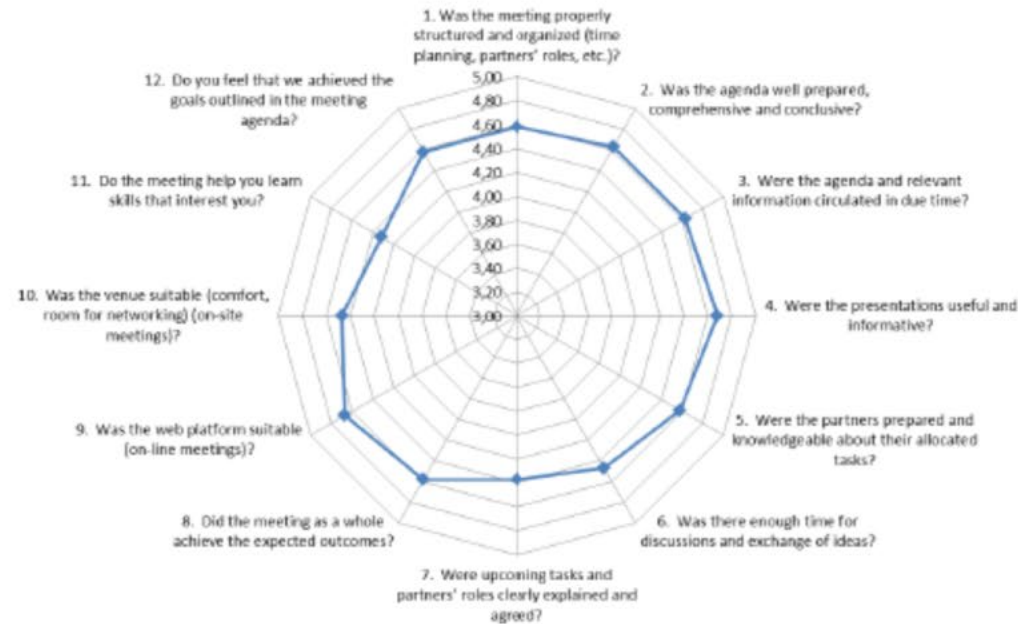 1. Was the meeting properly
structured and organized (time
planning, partners' roles, etc.)?
2. Was the agenda well prepared,
comprehensive and conclusive?
3. Were the agenda and relevant
information circulated in due time?
4. Were the presentations useful and
informative?
5. Were the partners prepared and
knowledgeable about their allocated
tasks?
6. Was there enough time for
discussions and exchange of ideas?
7. Were upcoming tasks and
partners' roles clearly explained and
agreed?
8. Did the meeting as a whole
achieve the expected outcomes?
9. Was the web platform suitable
(on-line meetings)?
10. Was the venue suitable (comfort,
room for networking) (on-site
meetings)?
11. Do the meeting help you learn
skills that interest you?
12. Do you feel that we achieved the
goals outlined in the meeting
agenda?
5,00
4,80
4,60
4,40
4,20
4,00
3,80
3,60
3,40
3,20
3,00